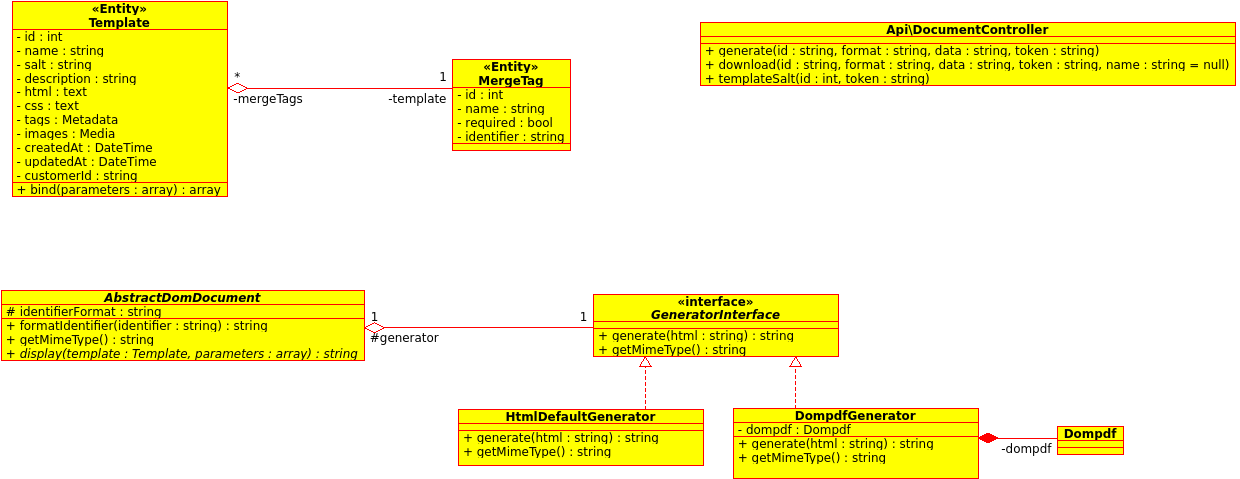 «Entity»
Template
- id : int
- name : string
- salt : string
- description : string
- html : text
- css : text
- tags : Metadata
- images : Media
- createdAt : DateTime
- updatedAt : DateTime
- customerId : string
+ bind(parameters : array) : array
*
-mergeTags
1
-template
«Entity»
MergeTag
- id : int
- name : string
- required : bool
- identifier : string
Api\DocumentController
+ generate(id : string, format : string, data : string, token : string)
+ download(id : string, format : string, data : string, token : string, name : string = null)
+ templateSalt(id : int, token : string)
AbstractDomDocument
# identifierFormat : string
+ formatIdentifier(identifier : string) : string
+ getMimeType() : string
+ display(template : Template, parameters : array) : string
1
#generator
1
«interface»
GeneratorInterface
+ generate(html : string) : string
+ getMimeType() : string
HtmlDefaultGenerator
+ generate(html : string) : string
+ getMimeType() : string
DompdfGenerator
- dompdf : Dompdf
+ generate(html : string) : string
+ getMimeType() : string
-dompdf
Dompdf